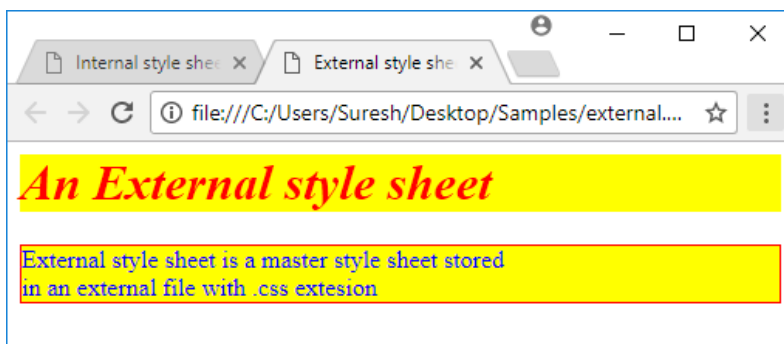 Internal style shee
External style she
file:///C:/Users/Suresh/Desktop/Samples/external....
An External style sheet
External style sheet is a master style sheet stored
in an external file with .css extesion